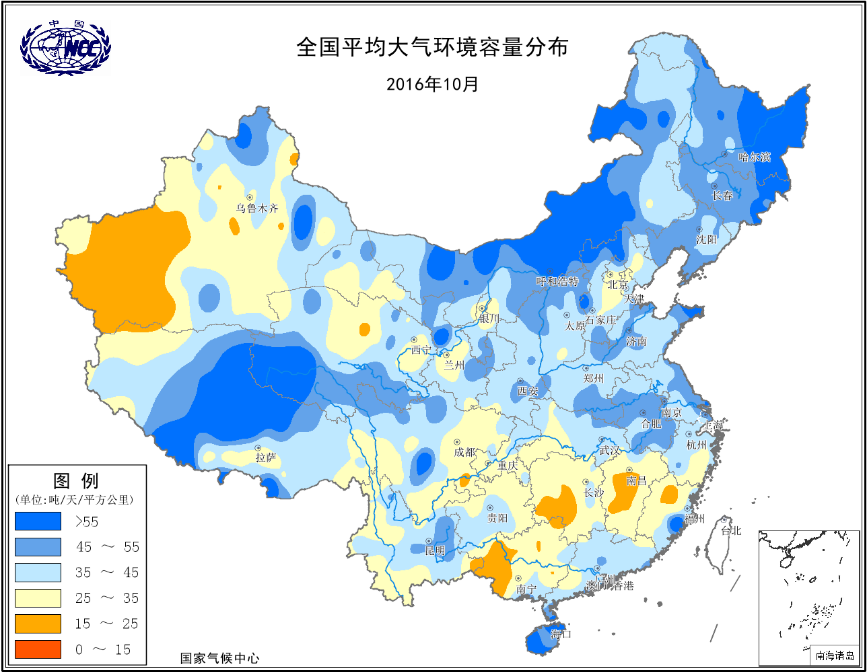 中国
NCC
全国平均大气环境容量分布
2016年10月
哈尔滨
长春
沈阳
乌鲁木齐
呼和浩特
北京
天津
银川
太原
石家庄
济南
西宁
兰州
郑州
西安
南京
合肥
上海
拉萨
成都
重庆
武汉
杭州
长沙
南昌
贵阳
福州
台北
昆明
南宁
澳门
香港
海口
图例
(单位:吨/天/平方公里)
>55
45 ～ 55
35 ～ 45
25 ～ 35
15 ～ 25
0 ～ 15
国家气候中心
南海诸岛